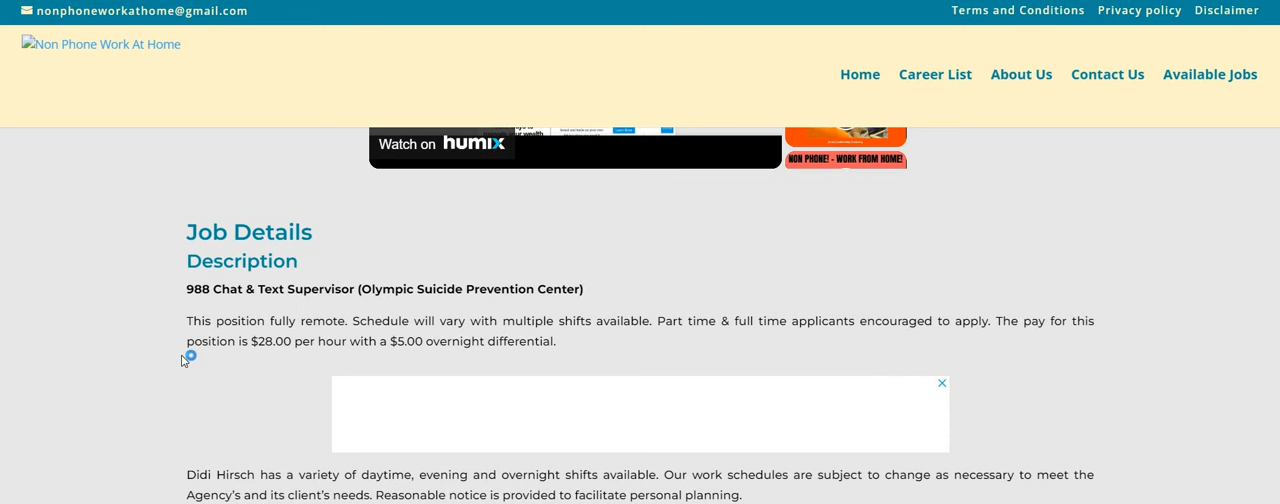 nonphoneworkathome@gmail.com
Terms and Conditions Privacy policy Disclaimer
Non Phone Work At Home
Home Career List About Us Contact Us Available Jobs
Watch on humix
NON PHONE! - WORK FROM HOME!
Job Details
Description
988 Chat & Text Supervisor (Olympic Suicide Prevention Center)
This position fully remote. Schedule will vary with multiple shifts available. Part time & full time applicants encouraged to apply. The pay for this
position is $28.00 per hour with a $5.00 overnight differential.
Didi Hirsch has a variety of daytime, evening and overnight shifts available. Our work schedules are subject to change as necessary to meet the
Agency's and its client's needs. Reasonable notice is provided to facilitate personal planning.